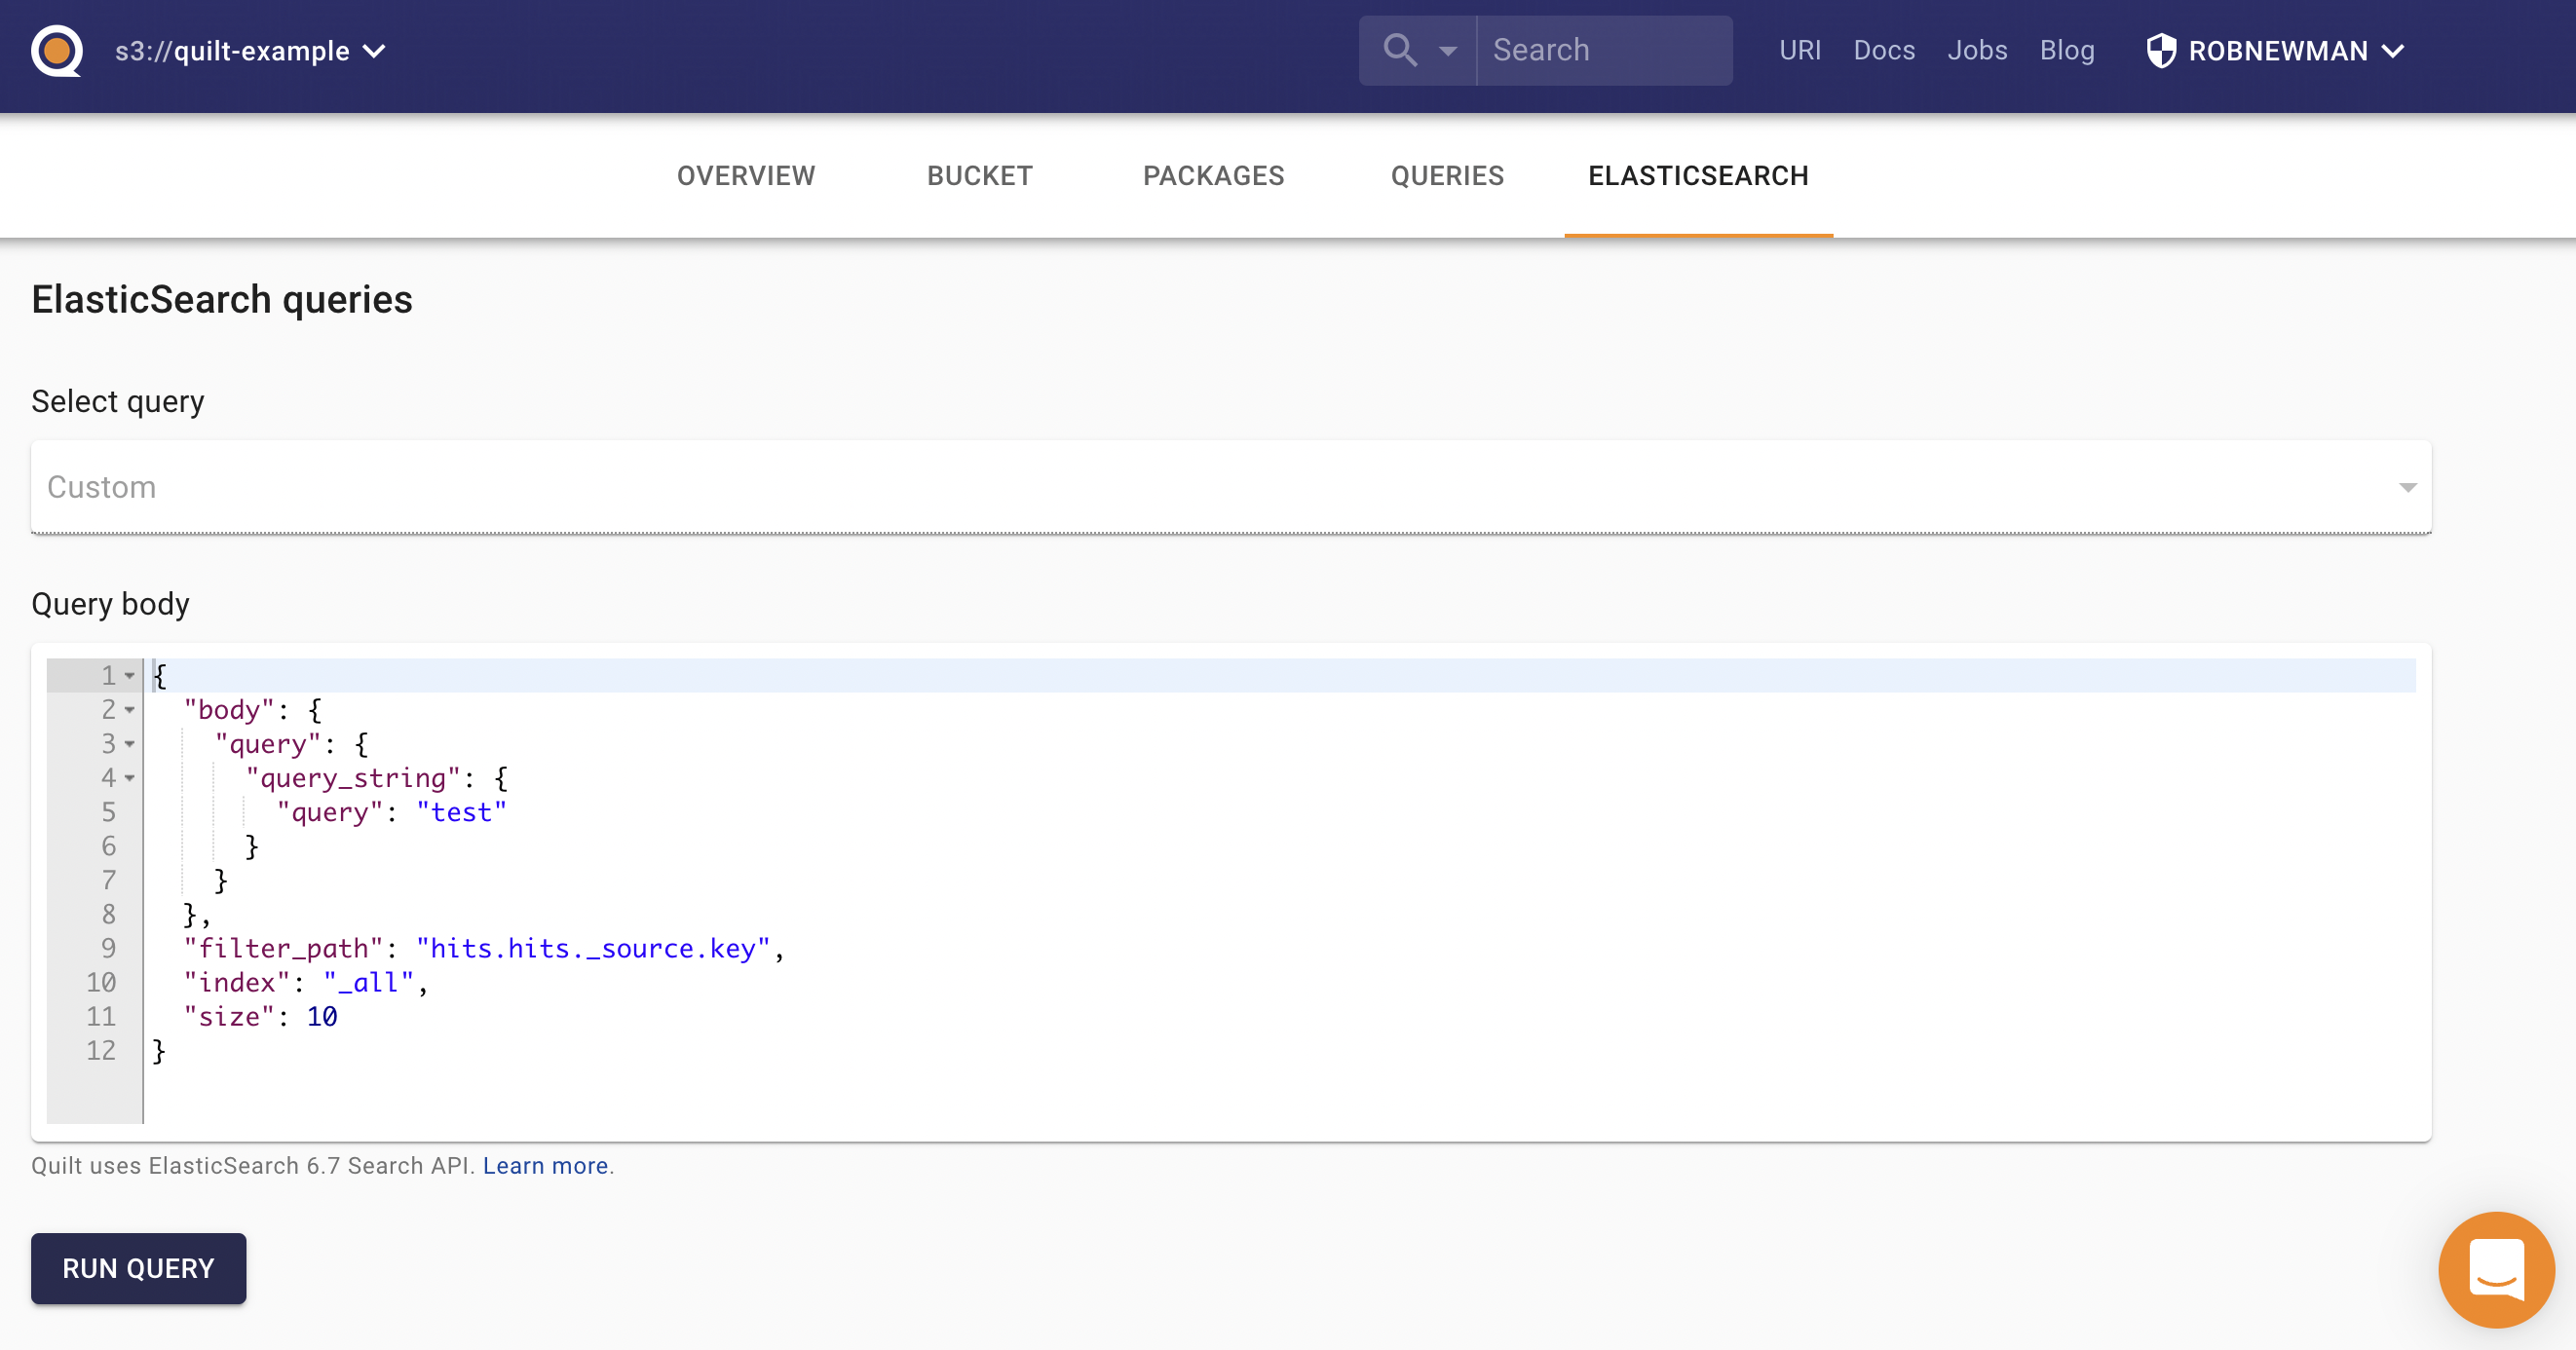 s3://quilt-example Search URI Docs Jobs Blog ROBNEWMAN
OVERVIEW BUCKET PACKAGES QUERIES ELASTICSEARCH
ElasticSearch queries
Select query
Custom
Query body
1 {
2   "body": {
3     "query": {
4       "query_string": {
5         "query": "test"
6       }
7     }
8   },
9   "filter_path": "hits.hits._source.key",
10   "index": "_all",
11   "size": 10
12 }
Quilt uses ElasticSearch 6.7 Search API. Learn more.
RUN QUERY